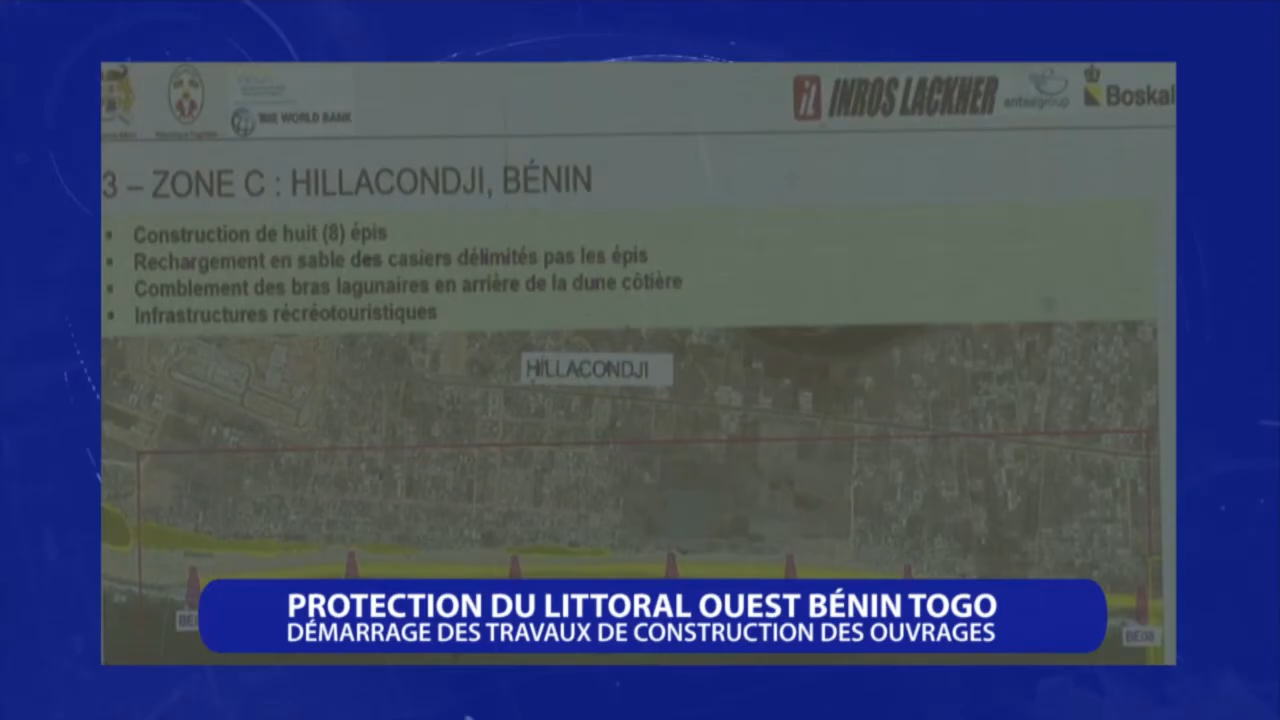 THE WORLD BANK
INROS LACKNER
anteagroup
Boskal
3 – ZONE C : HILLACONDJI, BÉNIN
Construction de huit (8) épis
Rechargement en sable des casiers délimités pas les épis
Comblement des bras lagunaires en arrière de la dune côtière
Infrastructures récréotouristiques
HILLACONDJI
PROTECTION DU LITTORAL OUEST BÉNIN TOGO
DÉMARRAGE DES TRAVAUX DE CONSTRUCTION DES OUVRAGES
BE08